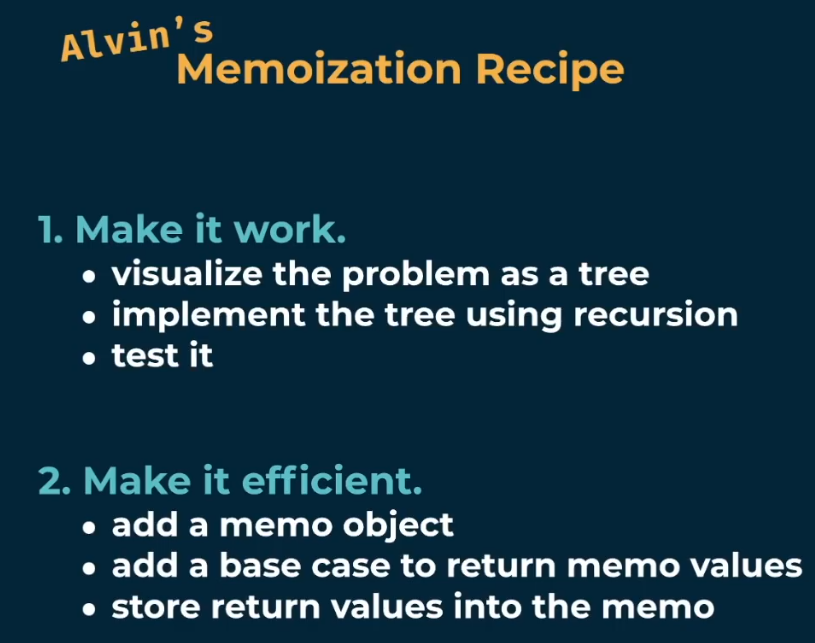 Alvin's
Memoization Recipe
1. Make it work.
• visualize the problem as a tree
• implement the tree using recursion
• test it
2. Make it efficient.
• add a memo object
• add a base case to return memo values
• store return values into the memo